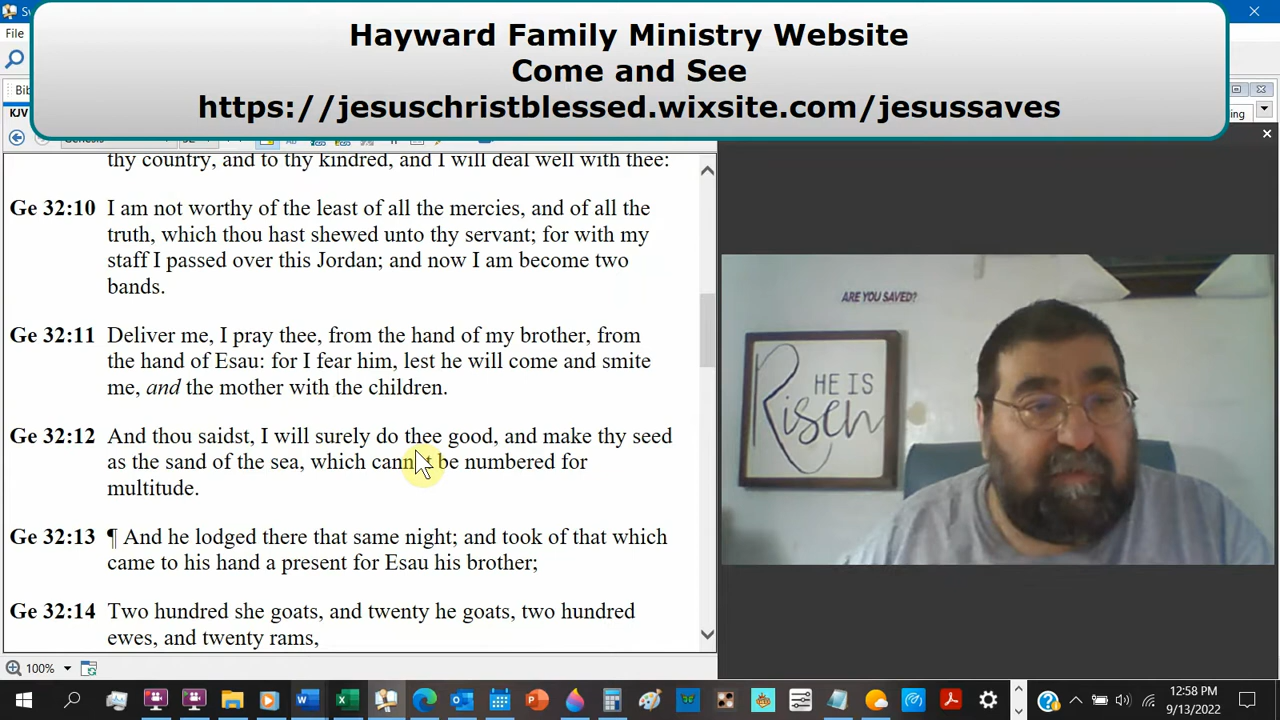 Hayward Family Ministry Website
Come and See
https://jesuschristblessed.wixsite.com/jesussaves
File
Bib
KJV
ing
thy country, and to thy kindred, and I will deal well with thee:
Ge 32:10 I am not worthy of the least of all the mercies, and of all the
truth, which thou hast shewed unto thy servant; for with my
staff I passed over this Jordan; and now I am become two
bands.
Ge 32:11 Deliver me, I pray thee, from the hand of my brother, from
the hand of Esau: for I fear him, lest he will come and smite
me, and the mother with the children.
Ge 32:12 And thou saidst, I will surely do thee good, and make thy seed
as the sand of the sea, which cannot be numbered for
multitude.
Ge 32:13 ¶ And he lodged there that same night; and took of that which
came to his hand a present for Esau his brother;
Ge 32:14 Two hundred she goats, and twenty he goats, two hundred
ewes, and twenty rams,
ARE YOU SAVED?
HE IS
Risen
100%
12:58 PM
9/13/2022